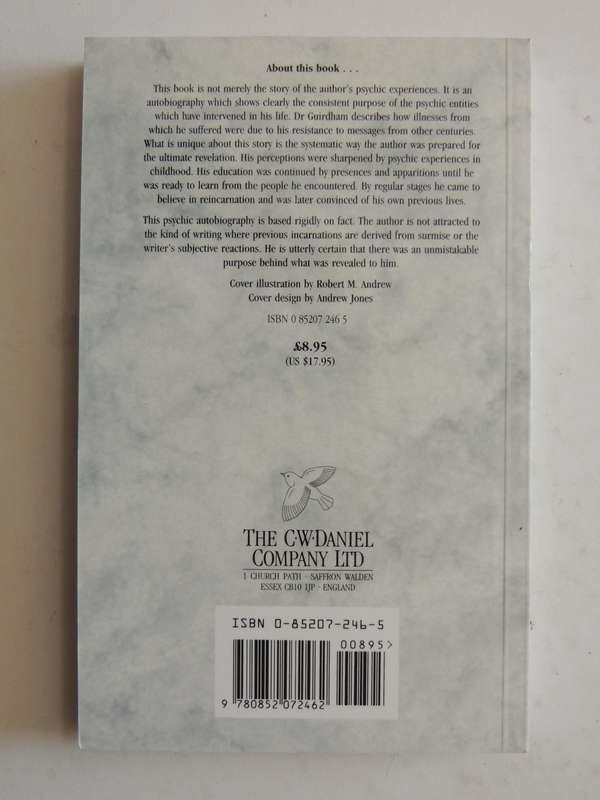 About this book . . .
This book is not merely the story of the author's psychic experiences. It is an
autobiography which shows clearly the consistent purpose of the psychic entities
which have intervened in his life. Dr Guirdham describes how illnesses from
which he suffered were due to his resistance to messages from other centuries.
What is unique about this story is the systematic way the author was prepared for
the ultimate revelation. His perceptions were sharpened by psychic experiences in
childhood. His education was continued by presences and apparitions until he
was ready to learn from the people he encountered. By regular stages he came to
believe in reincarnation and was later convinced of his own previous lives.
This psychic autobiography is based rigidly on fact. The author is not attracted to
the kind of writing where previous incarnations are derived from surmise or the
writer's subjective reactions. He is utterly certain that there was an unmistakable
purpose behind what was revealed to him.
Cover illustration by Robert M. Andrew
Cover design by Andrew Jones
ISBN 0 85207 246 5
£8.95
(US $17.95)
THE C·W·DANIEL
COMPANY LTD
1 CHURCH PATH · SAFFRON WALDEN
ESSEX CB10 1JP · ENGLAND
ISBN 0-85207-246-5
00895>
9 780852 072462